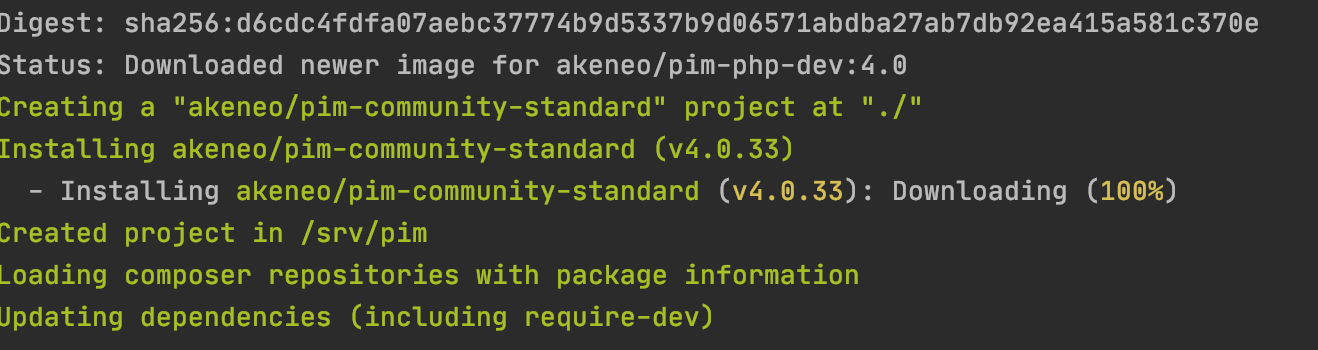 Digest: sha256:d6cdc4fdfa07aebc37774b9d5337b9d06571abdba27ab7db92ea415a581c370e
Status: Downloaded newer image for akeneo/pim-php-dev:4.0
Creating a "akeneo/pim-community-standard" project at "./"
Installing akeneo/pim-community-standard (v4.0.33)
  - Installing akeneo/pim-community-standard (v4.0.33): Downloading (100%)
Created project in /srv/pim
Loading composer repositories with package information
Updating dependencies (including require-dev)